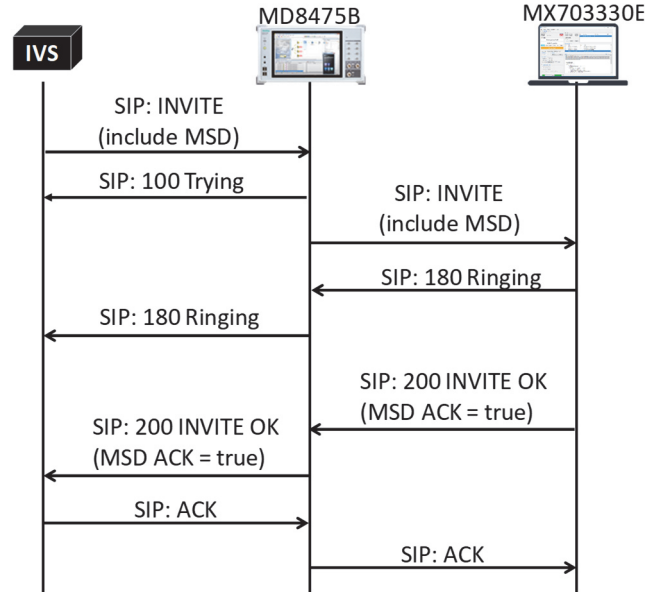 MD8475B
MX703330E
IVS
SIP: INVITE
(include MSD)
SIP: 100 Trying
SIP: INVITE
(include MSD)
SIP: 180 Ringing
SIP: 180 Ringing
SIP: 200 INVITE OK
(MSD ACK = true)
SIP: 200 INVITE OK
(MSD ACK = true)
SIP: ACK
SIP: ACK